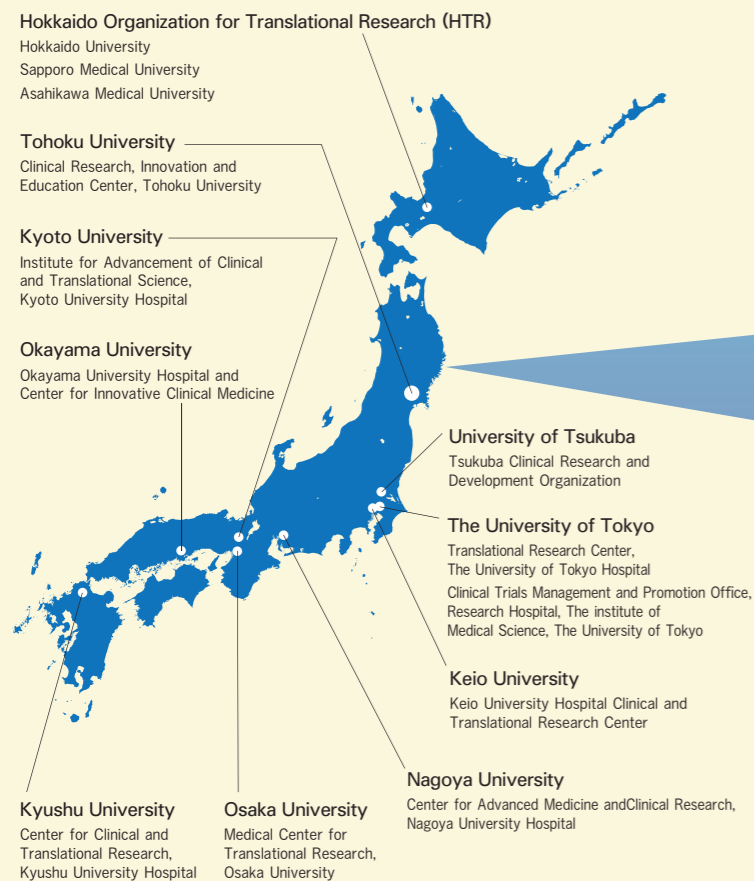 Hokkaido Organization for Translational Research (HTR)
Hokkaido University
Sapporo Medical University
Asahikawa Medical University
Tohoku University
Clinical Research, Innovation and
Education Center, Tohoku University
Kyoto University
Institute for Advancement of Clinical
and Translational Science,
Kyoto University Hospital
Okayama University
Okayama University Hospital and
Center for Innovative Clinical Medicine
University of Tsukuba
Tsukuba Clinical Research and
Development Organization
The University of Tokyo
Translational Research Center,
The University of Tokyo Hospital
Clinical Trials Management and Promotion Office,
Research Hospital, The institute of
Medical Science, The University of Tokyo
Keio University
Keio University Hospital Clinical and
Translational Research Center
Nagoya University
Center for Advanced Medicine andClinical Research,
Nagoya University Hospital
Kyushu University
Center for Clinical and
Translational Research,
Kyushu University Hospital
Osaka University
Medical Center for
Translational Research,
Osaka University